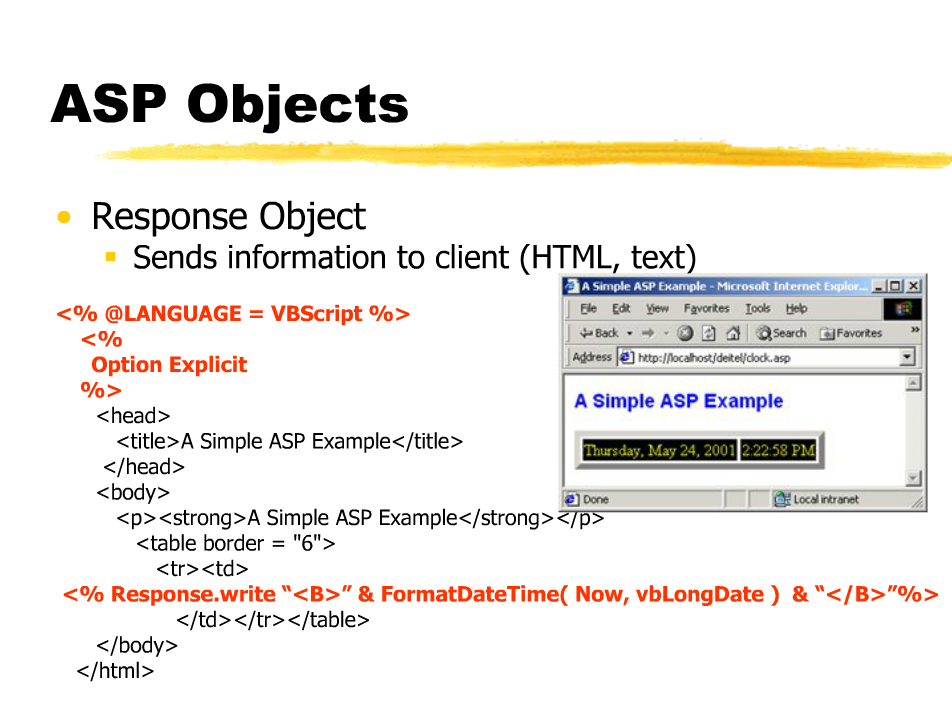 ASP Objects
• Response Object
▪ Sends information to client (HTML, text)
<% @LANGUAGE = VBScript %>
<%
Option Explicit
%>
<head>
<title>A Simple ASP Example</title>
</head>
<body>
<p><strong>A Simple ASP Example</strong></p>
<table border = "6">
<tr><td>
<% Response.write “<B>” & FormatDateTime( Now, vbLongDate ) & “</B>”%>
</td></tr></table>
</body>
</html>
A Simple ASP Example - Microsoft Internet Explor...
File Edit View Favorites Tools Help
Back Search Favorites »
Address http://localhost/deitel/clock.asp
A Simple ASP Example
Thursday, May 24, 2001 2:22:58 PM
Done Local intranet